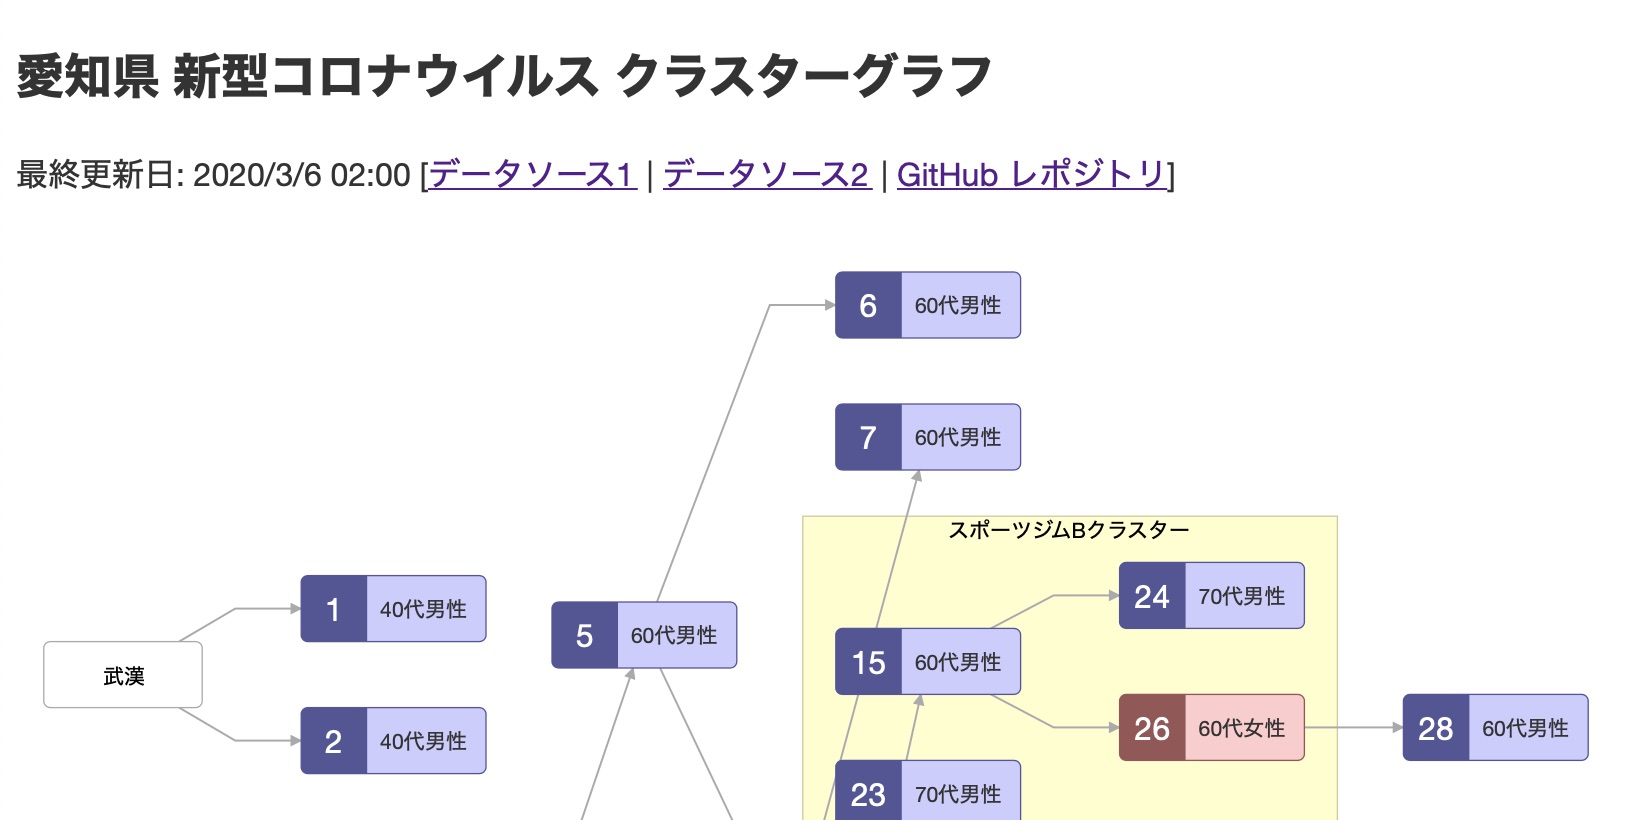 愛知県 新型コロナウイルス クラスターグラフ
最終更新日: 2020/3/6 02:00 [データソース1 | データソース2 | GitHub レポジトリ]
6 60代男性
7 60代男性
スポーツジムBクラスター
24 70代男性
1 40代男性
5 60代男性
15 60代男性
武漢
26 60代女性
28 60代男性
2 40代男性
23 70代男性